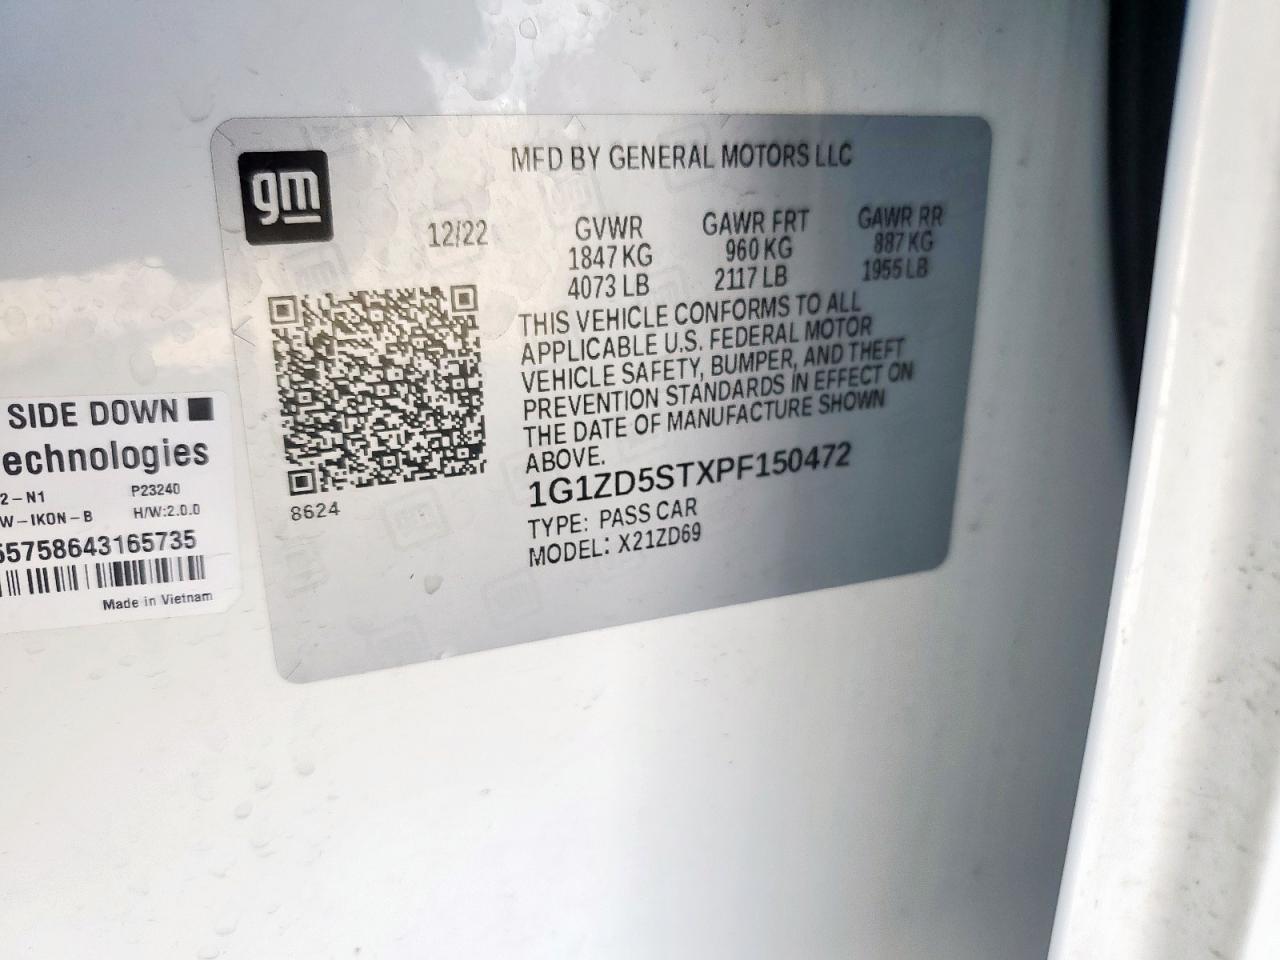 gm
MFD BY GENERAL MOTORS LLC
12/22
GVWR
1847 KG
4073 LB
GAWR FRT
960 KG
2117 LB
GAWR RR
887 KG
1955 LB
THIS VEHICLE CONFORMS TO ALL
APPLICABLE U.S. FEDERAL MOTOR
VEHICLE SAFETY, BUMPER, AND THEFT
PREVENTION STANDARDS IN EFFECT ON
THE DATE OF MANUFACTURE SHOWN
ABOVE.
1G1ZD5STXPF150472
TYPE: PASS CAR
MODEL: X21ZD69
8624
SIDE DOWN
echnologies
2-N1 P23240
W-IKON-B H/W:2.0.0
55758643165735
Made in Vietnam